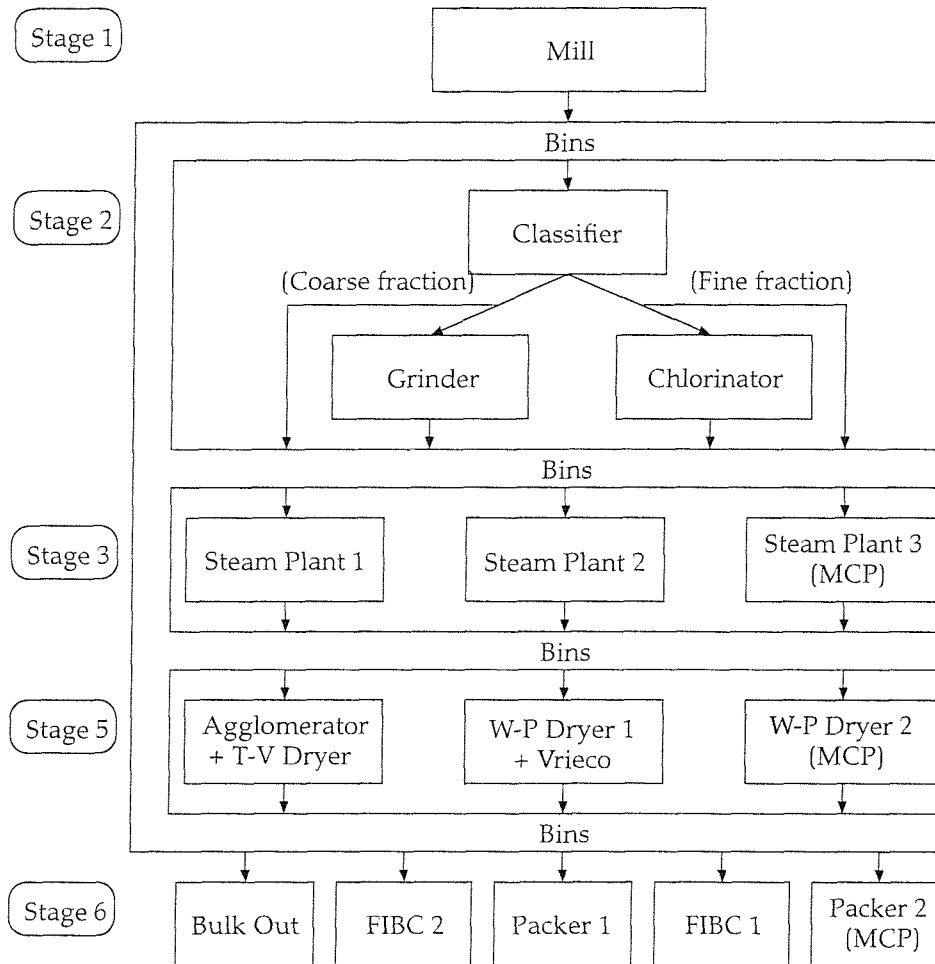 Stage 1
Mill
Bins
Stage 2
Classifier
(Coarse fraction)
(Fine fraction)
Grinder
Chlorinator
Bins
Stage 3
Steam Plant 1
Steam Plant 2
Steam Plant 3
(MCP)
Bins
Stage 5
Agglomerator
+ T-V Dryer
W-P Dryer 1
+ Vrieco
W-P Dryer 2
(MCP)
Bins
Stage 6
Bulk Out
FIBC 2
Packer 1
FIBC 1
Packer 2
(MCP)